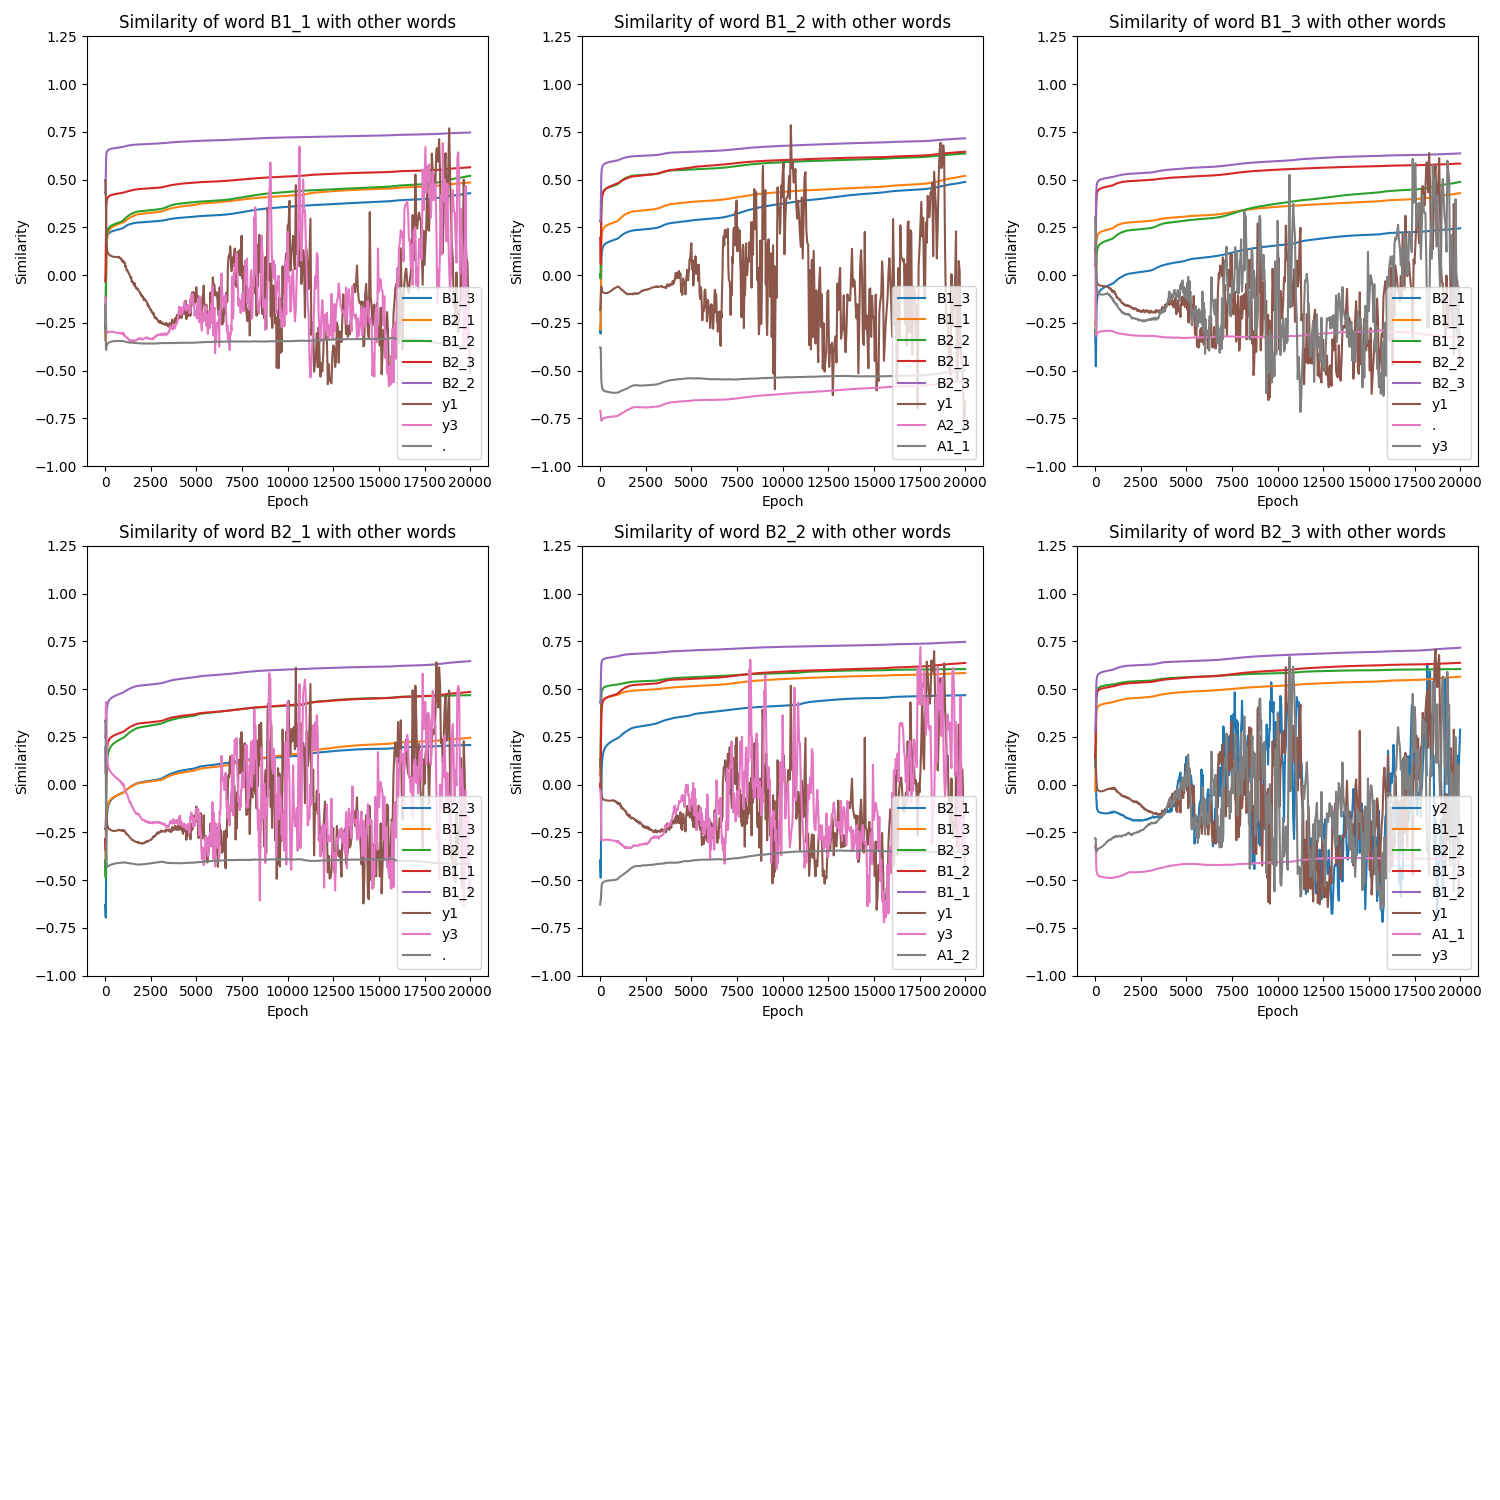 Similarity of word B1_1 with other words
Similarity
1.25
1.00
0.75
0.50
0.25
0.00
−0.25
−0.50
−0.75
−1.00
0 2500 5000 7500 10000 12500 15000 17500 20000
Epoch
B1_3
B2_1
B1_2
B2_3
B2_2
y1
y3
.
Similarity of word B1_2 with other words
Similarity
1.25
1.00
0.75
0.50
0.25
0.00
−0.25
−0.50
−0.75
−1.00
0 2500 5000 7500 10000 12500 15000 17500 20000
Epoch
B1_3
B1_1
B2_2
B2_1
B2_3
y1
A2_3
A1_1
Similarity of word B1_3 with other words
Similarity
1.25
1.00
0.75
0.50
0.25
0.00
−0.25
−0.50
−0.75
−1.00
0 2500 5000 7500 10000 12500 15000 17500 20000
Epoch
B2_1
B1_1
B1_2
B2_2
B2_3
y1
.
y3
Similarity of word B2_1 with other words
Similarity
1.25
1.00
0.75
0.50
0.25
0.00
−0.25
−0.50
−0.75
−1.00
0 2500 5000 7500 10000 12500 15000 17500 20000
Epoch
B2_3
B1_3
B2_2
B1_1
B1_2
y1
y3
.
Similarity of word B2_2 with other words
Similarity
1.25
1.00
0.75
0.50
0.25
0.00
−0.25
−0.50
−0.75
−1.00
0 2500 5000 7500 10000 12500 15000 17500 20000
Epoch
B2_1
B1_3
B2_3
B1_2
B1_1
y1
y3
A1_2
Similarity of word B2_3 with other words
Similarity
1.25
1.00
0.75
0.50
0.25
0.00
−0.25
−0.50
−0.75
−1.00
0 2500 5000 7500 10000 12500 15000 17500 20000
Epoch
y2
B1_1
B2_2
B1_3
B1_2
y1
A1_1
y3